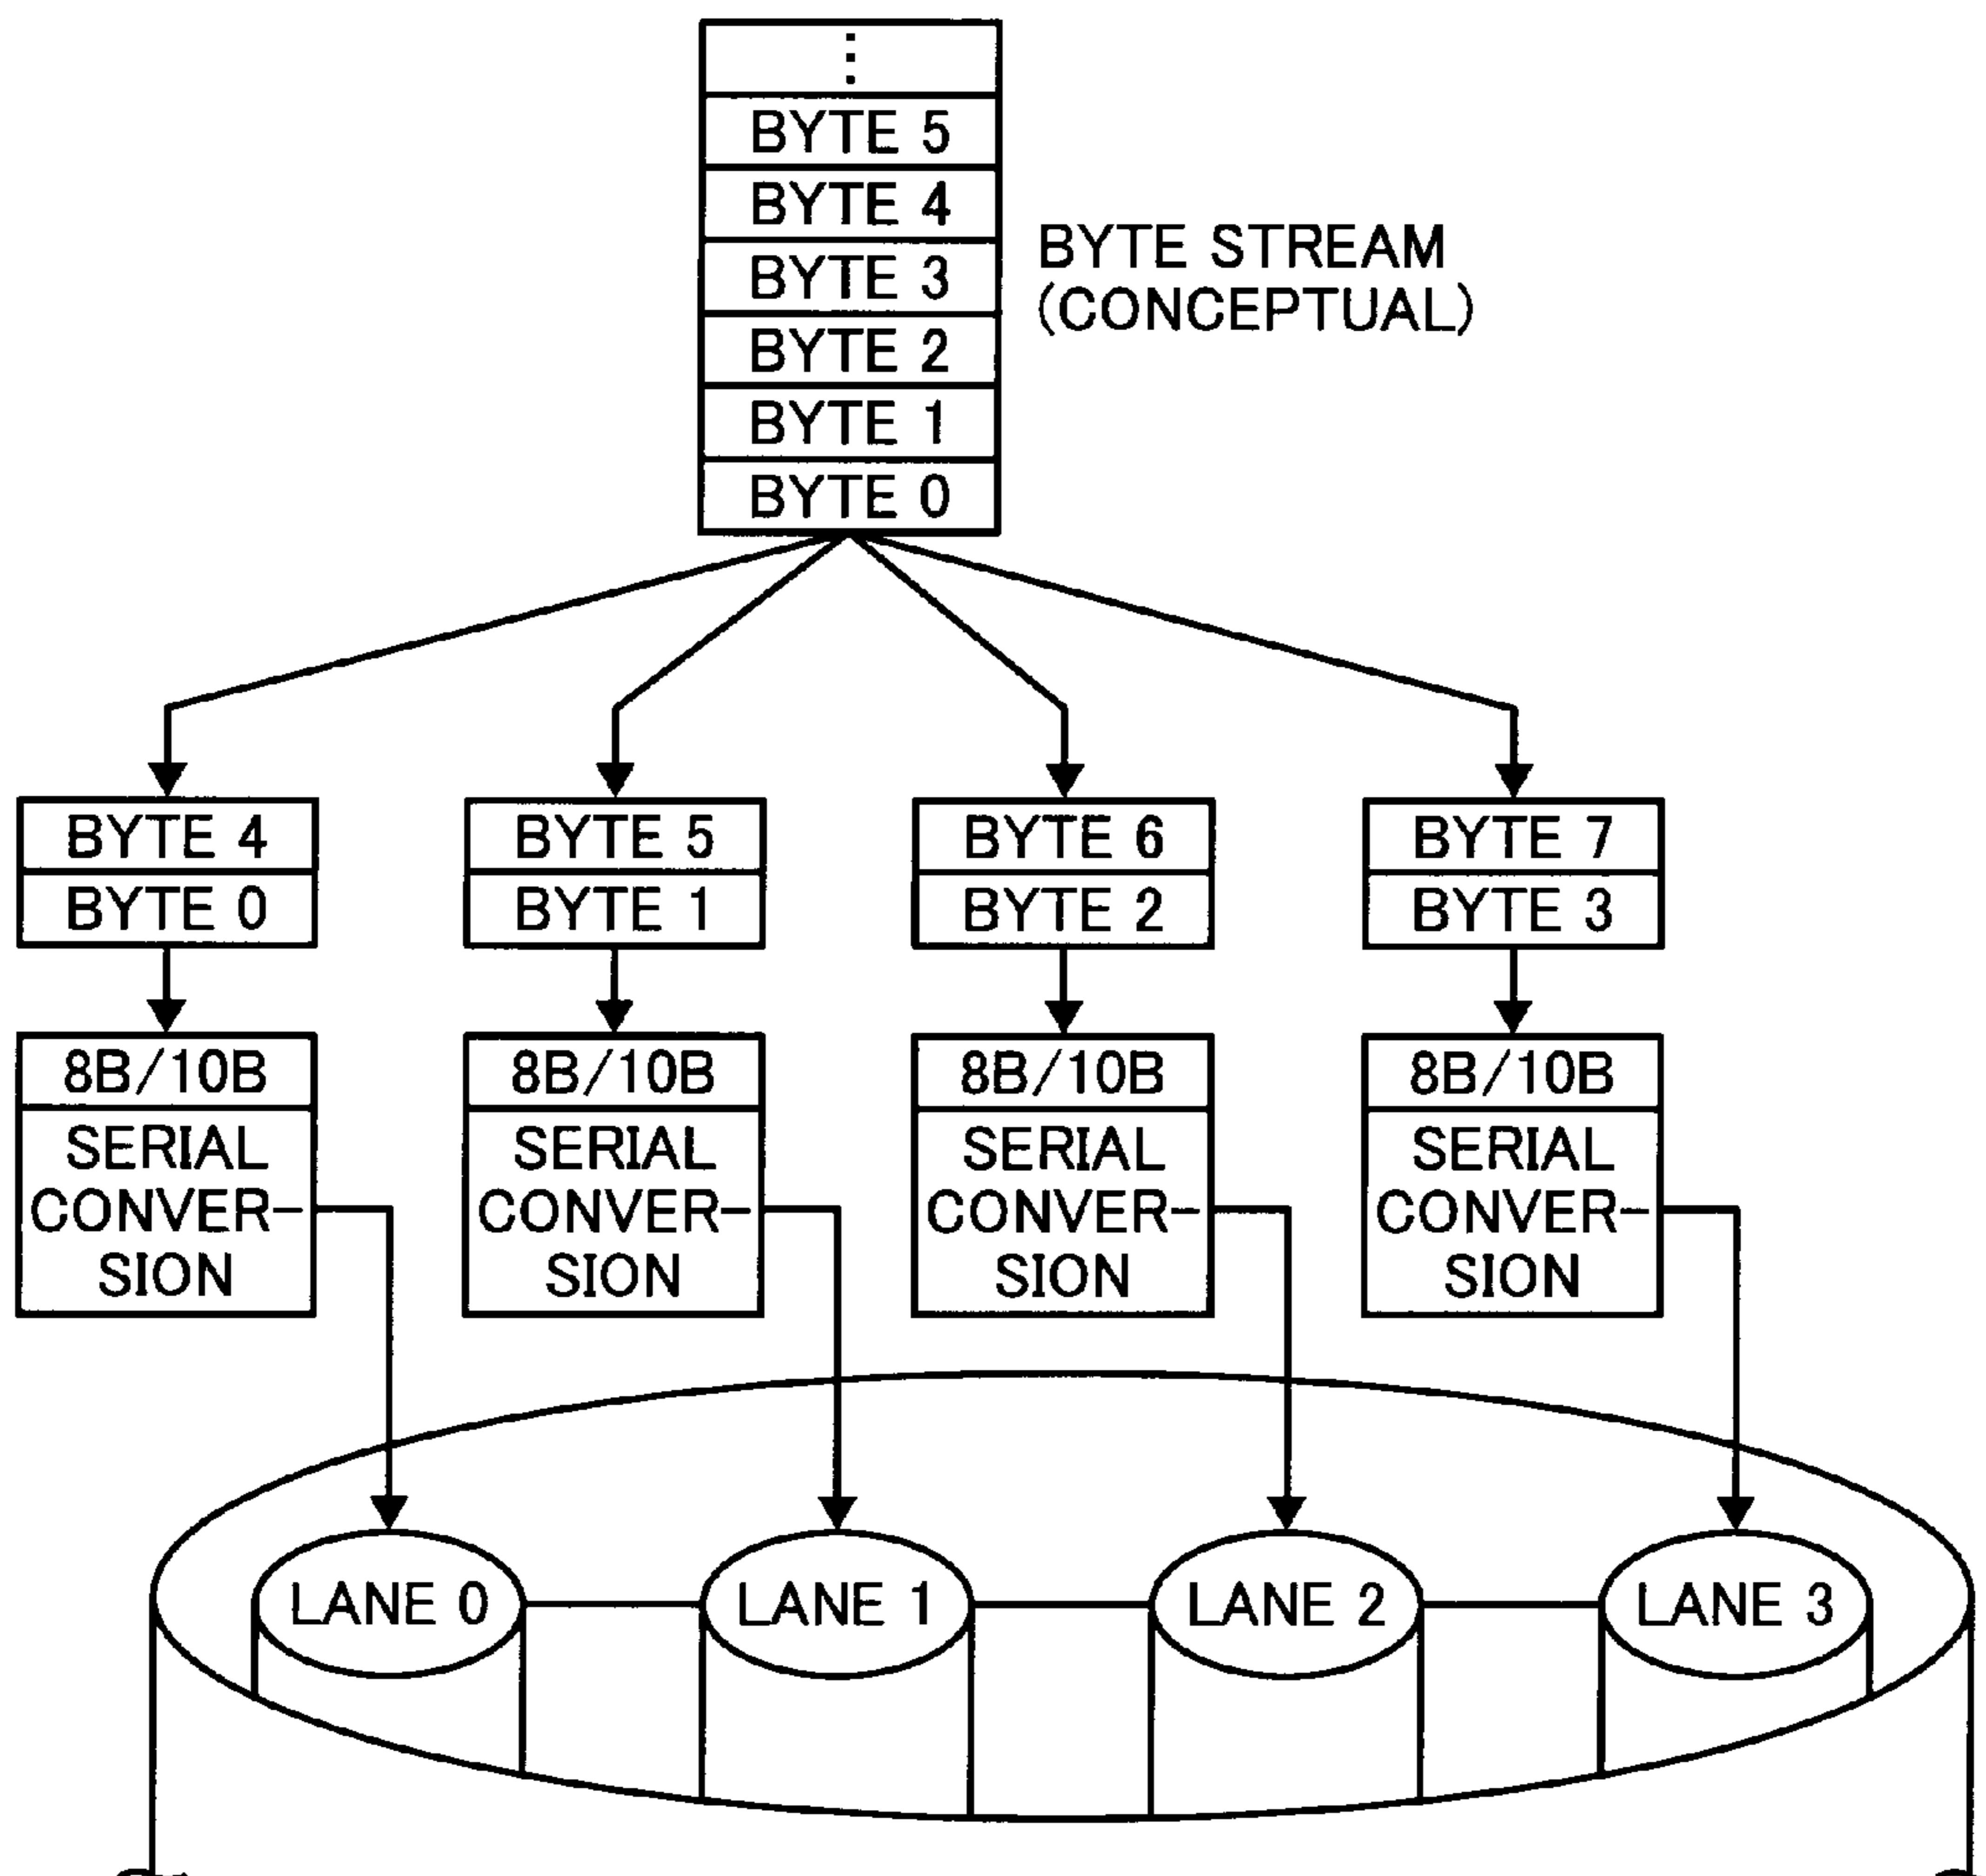 ⋮
BYTE 5
BYTE 4
BYTE 3
BYTE 2
BYTE 1
BYTE 0
BYTE STREAM
(CONCEPTUAL)
BYTE 4
BYTE 0
BYTE 5
BYTE 1
BYTE 6
BYTE 2
BYTE 7
BYTE 3
8B/10B
SERIAL
CONVER-
SION
8B/10B
SERIAL
CONVER-
SION
8B/10B
SERIAL
CONVER-
SION
8B/10B
SERIAL
CONVER-
SION
LANE 0
LANE 1
LANE 2
LANE 3